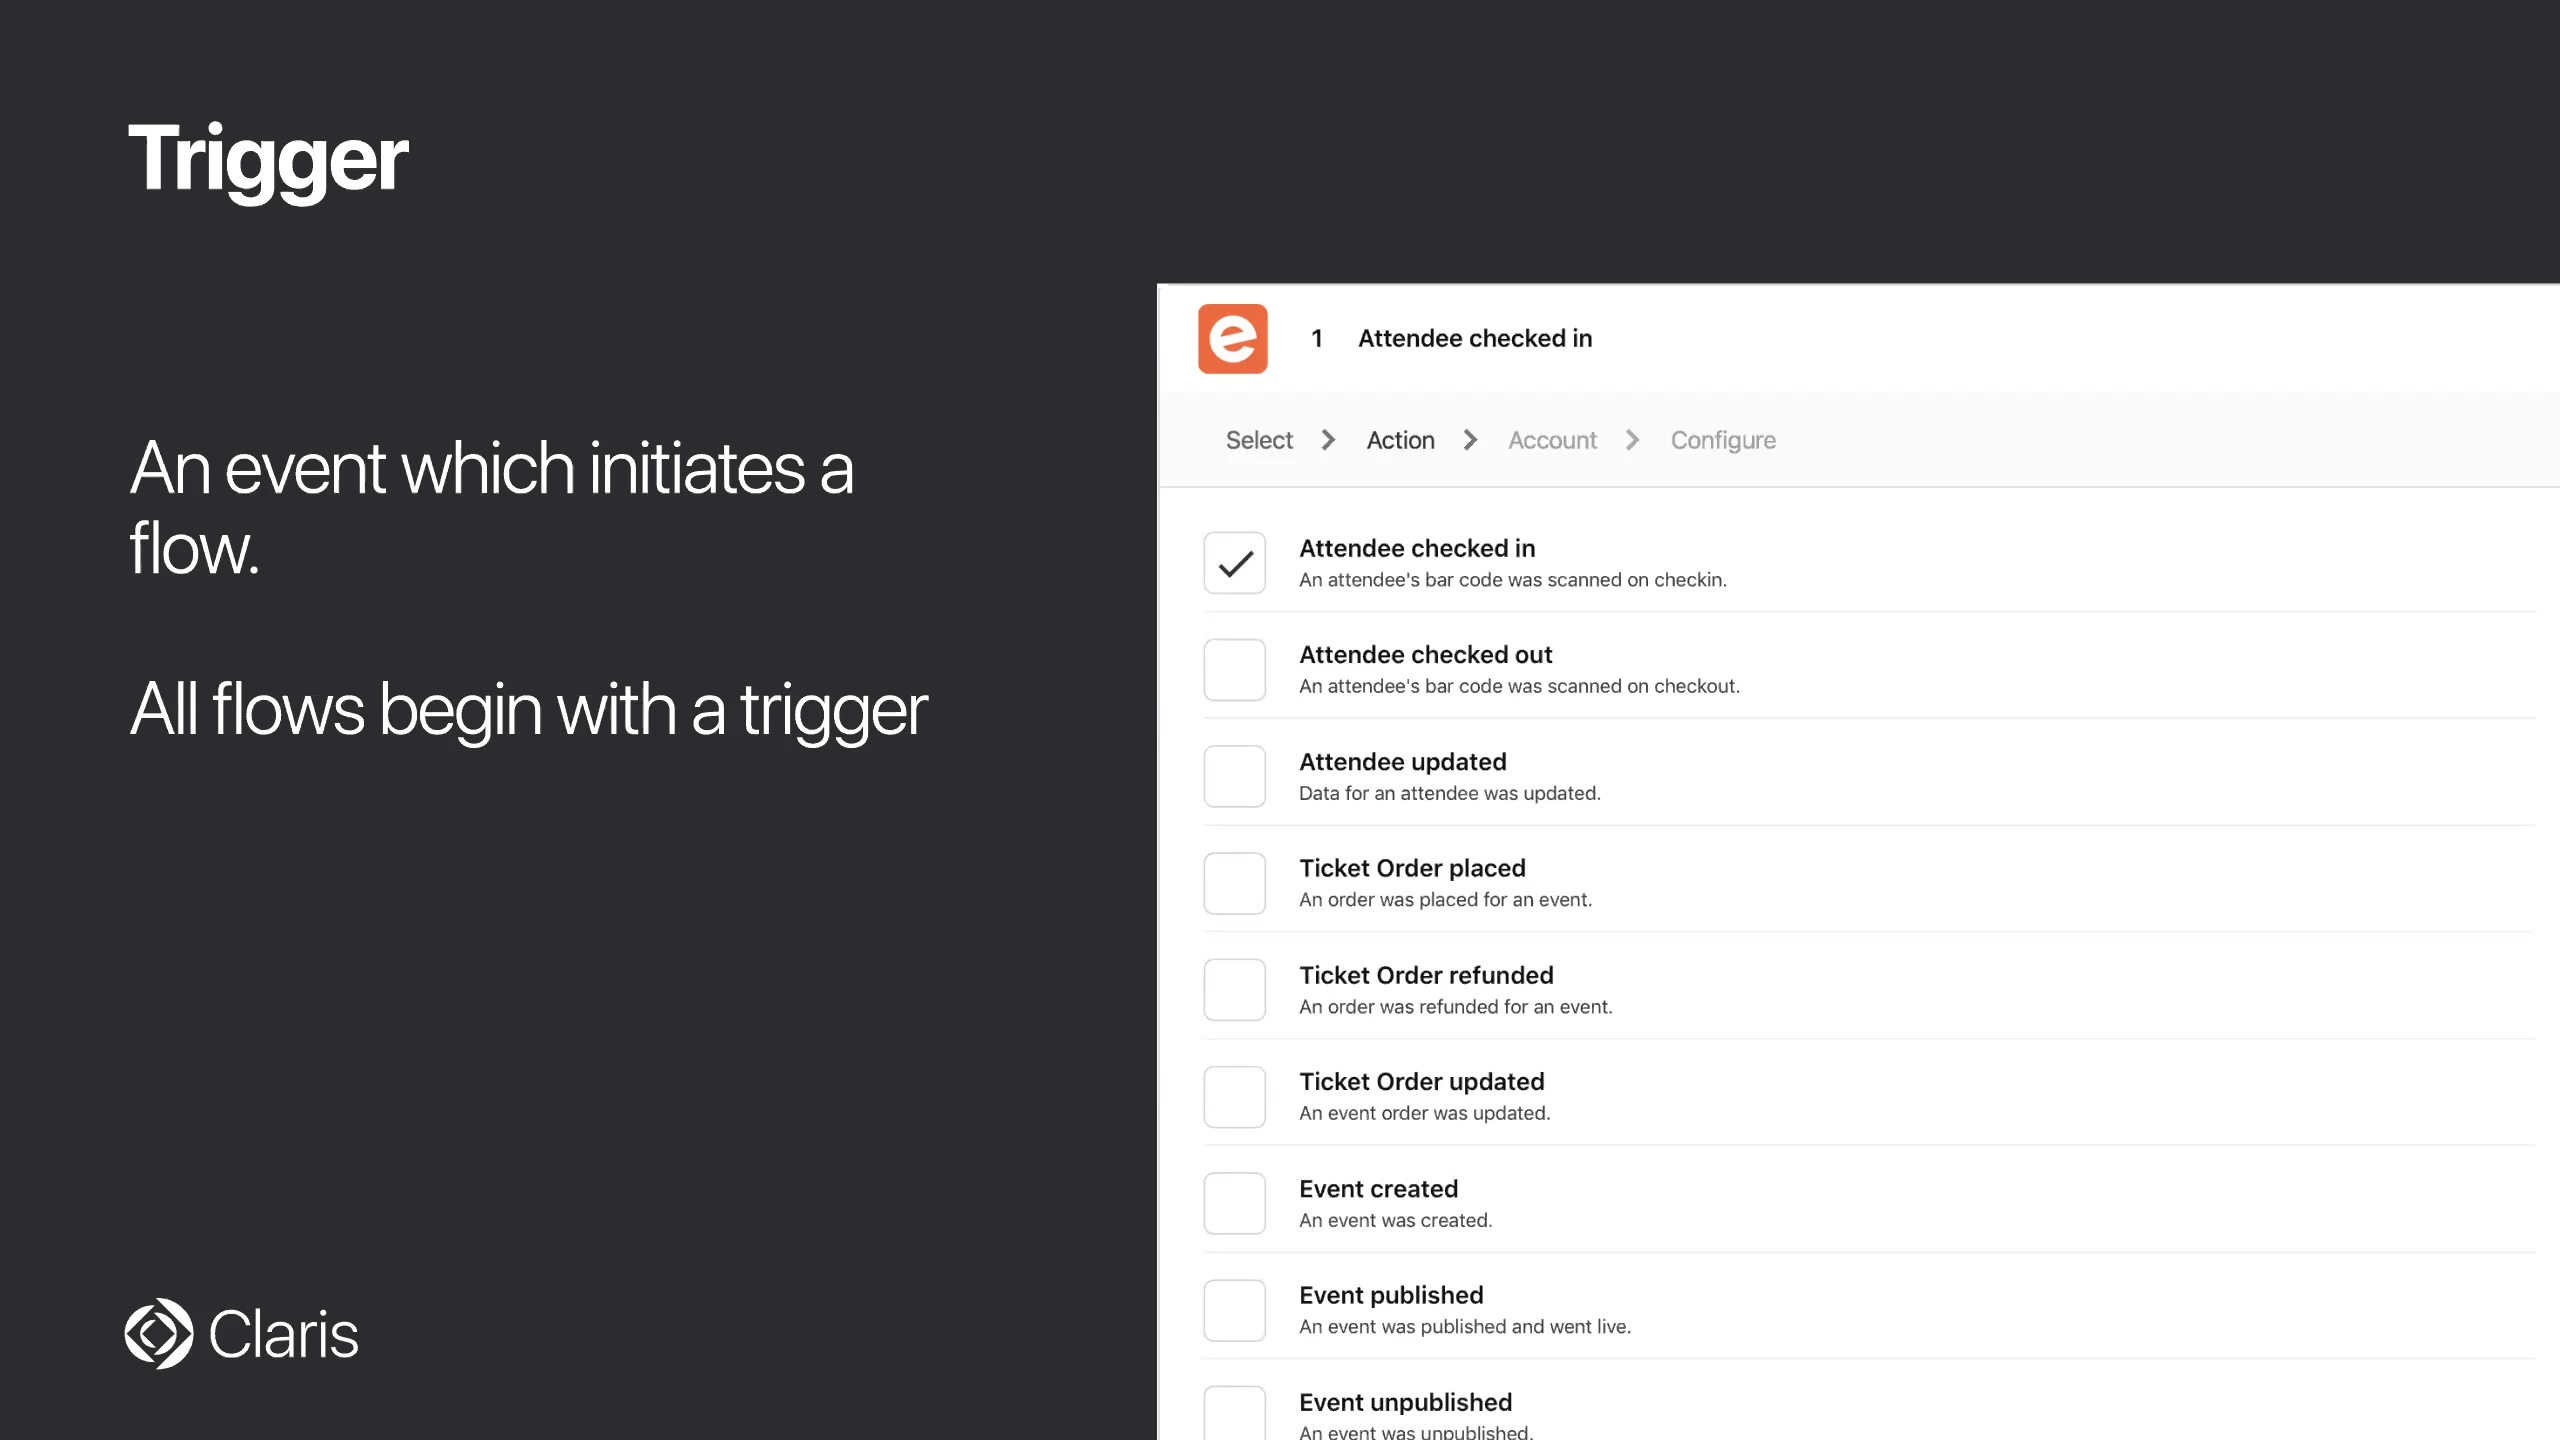 Trigger
An event which initiates a
flow.
All flows begin with a trigger
Claris
e
1 Attendee checked in
Select > Action > Account > Configure
Attendee checked in
An attendee's bar code was scanned on checkin.
Attendee checked out
An attendee's bar code was scanned on checkout.
Attendee updated
Data for an attendee was updated.
Ticket Order placed
An order was placed for an event.
Ticket Order refunded
An order was refunded for an event.
Ticket Order updated
An event order was updated.
Event created
An event was created.
Event published
An event was published and went live.
Event unpublished
An event was unpublished.